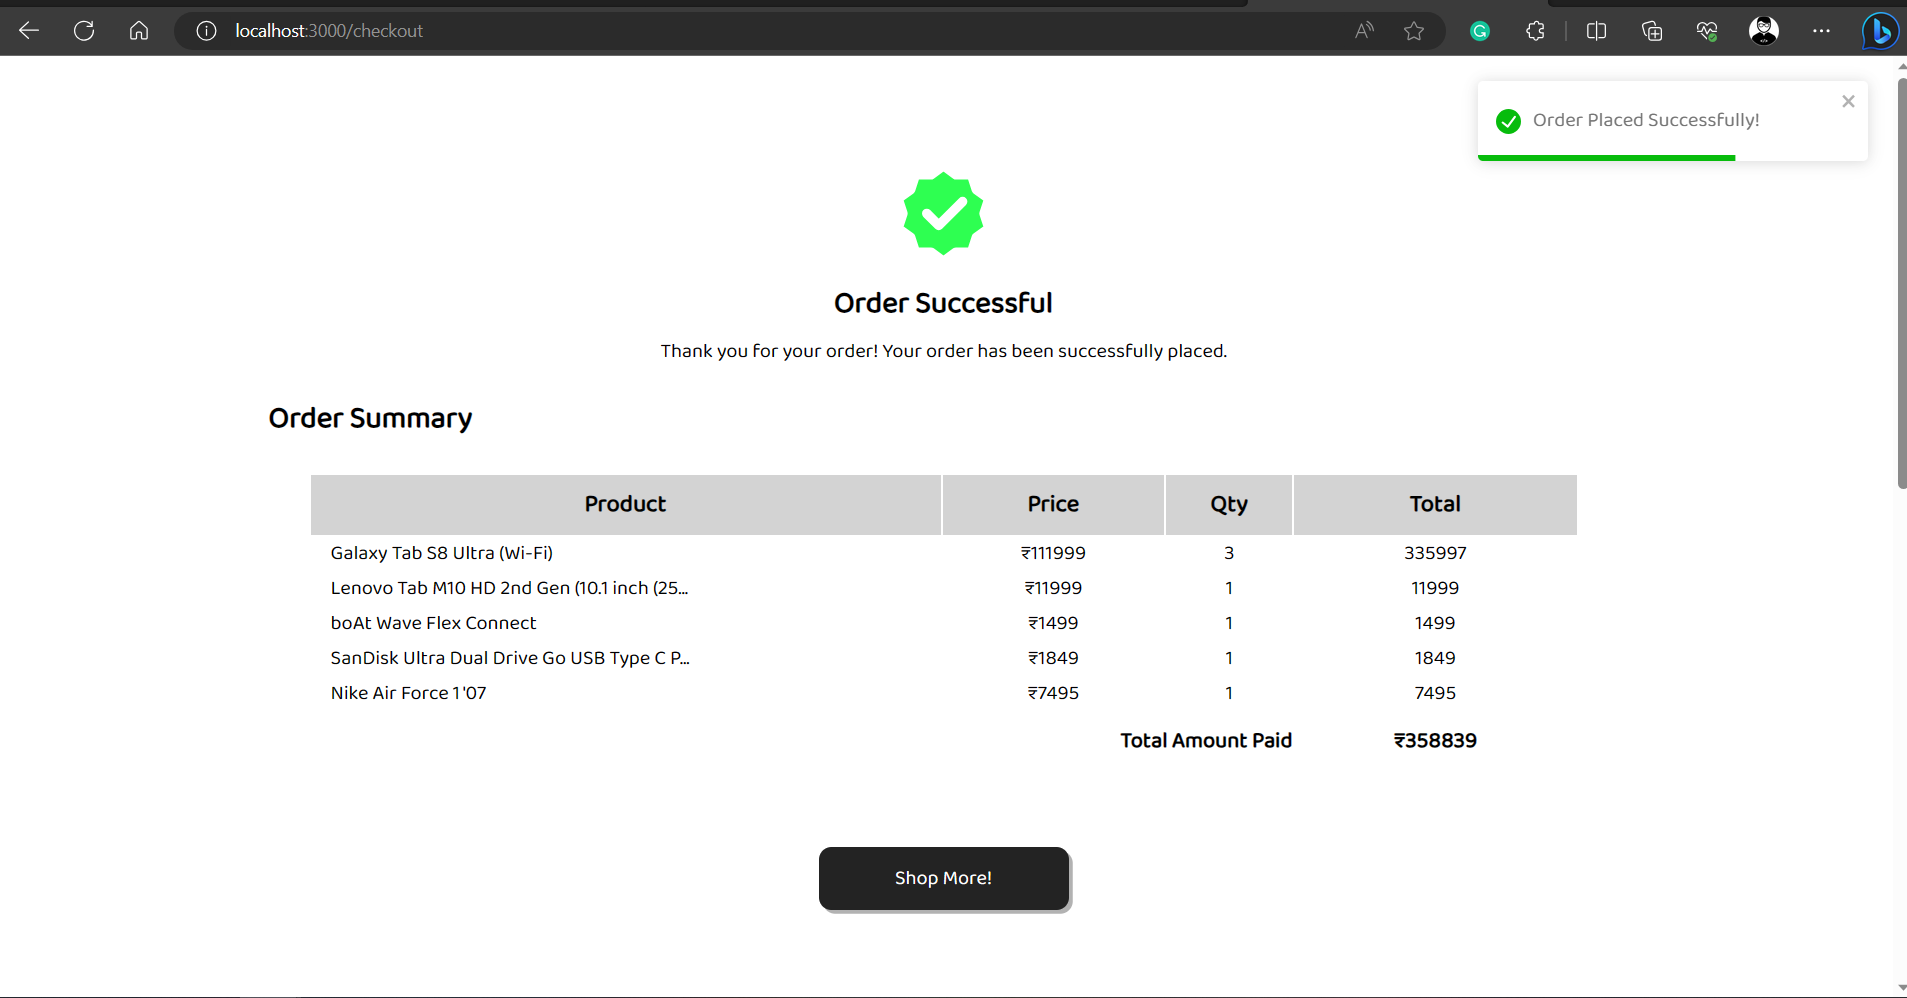 localhost:3000/checkout
Order Placed Successfully!
Order Successful
Thank you for your order! Your order has been successfully placed.
Order Summary
Product Price Qty Total
Galaxy Tab S8 Ultra (Wi-Fi) ₹111999 3 335997
Lenovo Tab M10 HD 2nd Gen (10.1 inch (25... ₹11999 1 11999
boAt Wave Flex Connect ₹1499 1 1499
SanDisk Ultra Dual Drive Go USB Type C P... ₹1849 1 1849
Nike Air Force 1 '07 ₹7495 1 7495
Total Amount Paid ₹358839
Shop More!